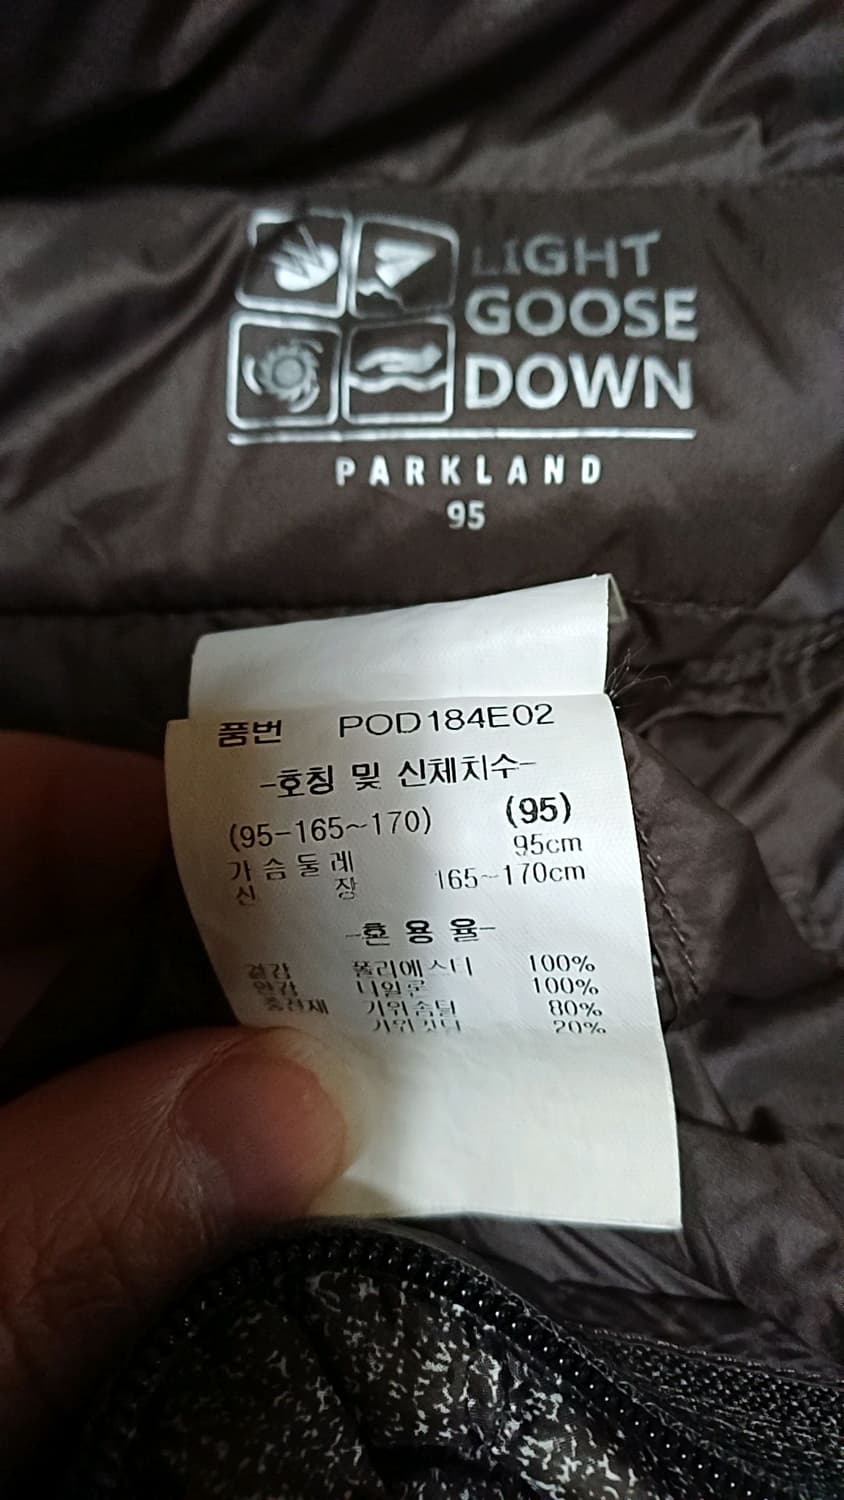 LIGHT
GOOSE
DOWN
PARKLAND
95
품번 POD184E02
-호칭 및 신체치수-
(95-165~170) (95)
가슴둘레 95cm
신 장 165~170cm
-혼용율-
겉감 폴리에스터 100%
안감 나일론 100%
충전재 거위솜털 80%
거위깃털 20%